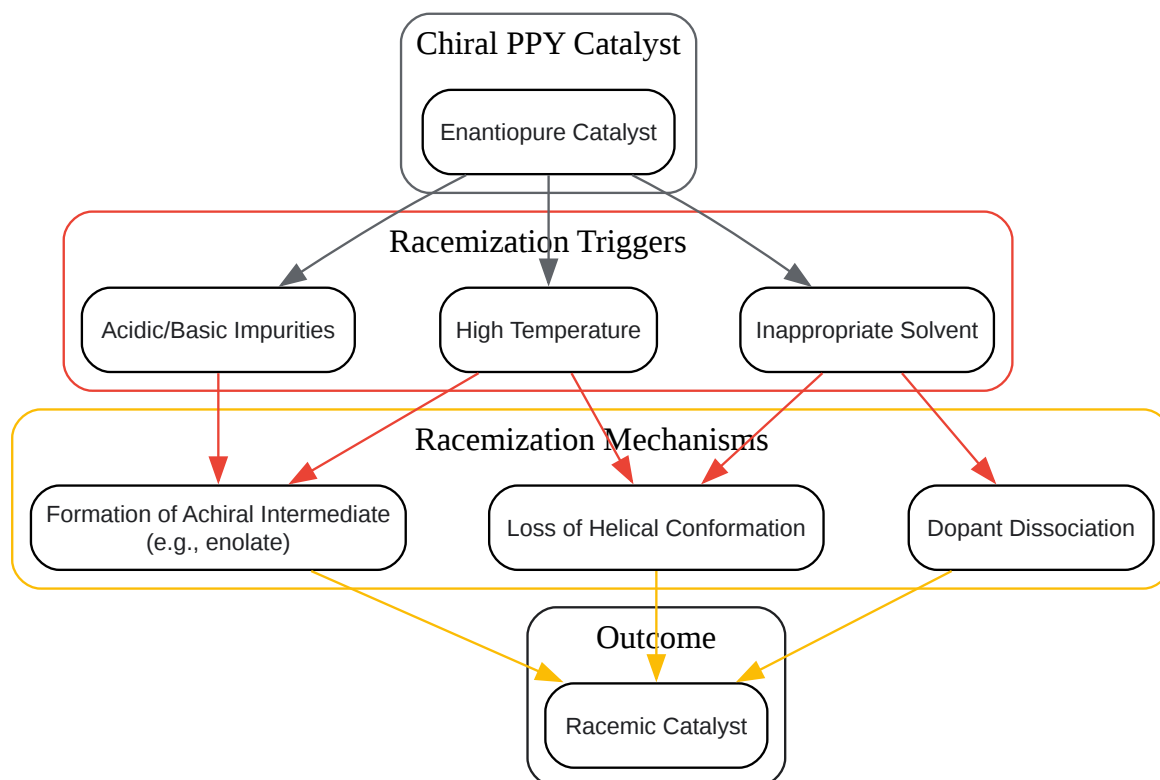 Chiral PPY Catalyst
Enantiopure Catalyst
Racemization Triggers
Acidic/Basic Impurities
High Temperature
Inappropriate Solvent
Racemization Mechanisms
Formation of Achiral Intermediate
(e.g., enolate)
Loss of Helical Conformation
Dopant Dissociation
Outcome
Racemic Catalyst